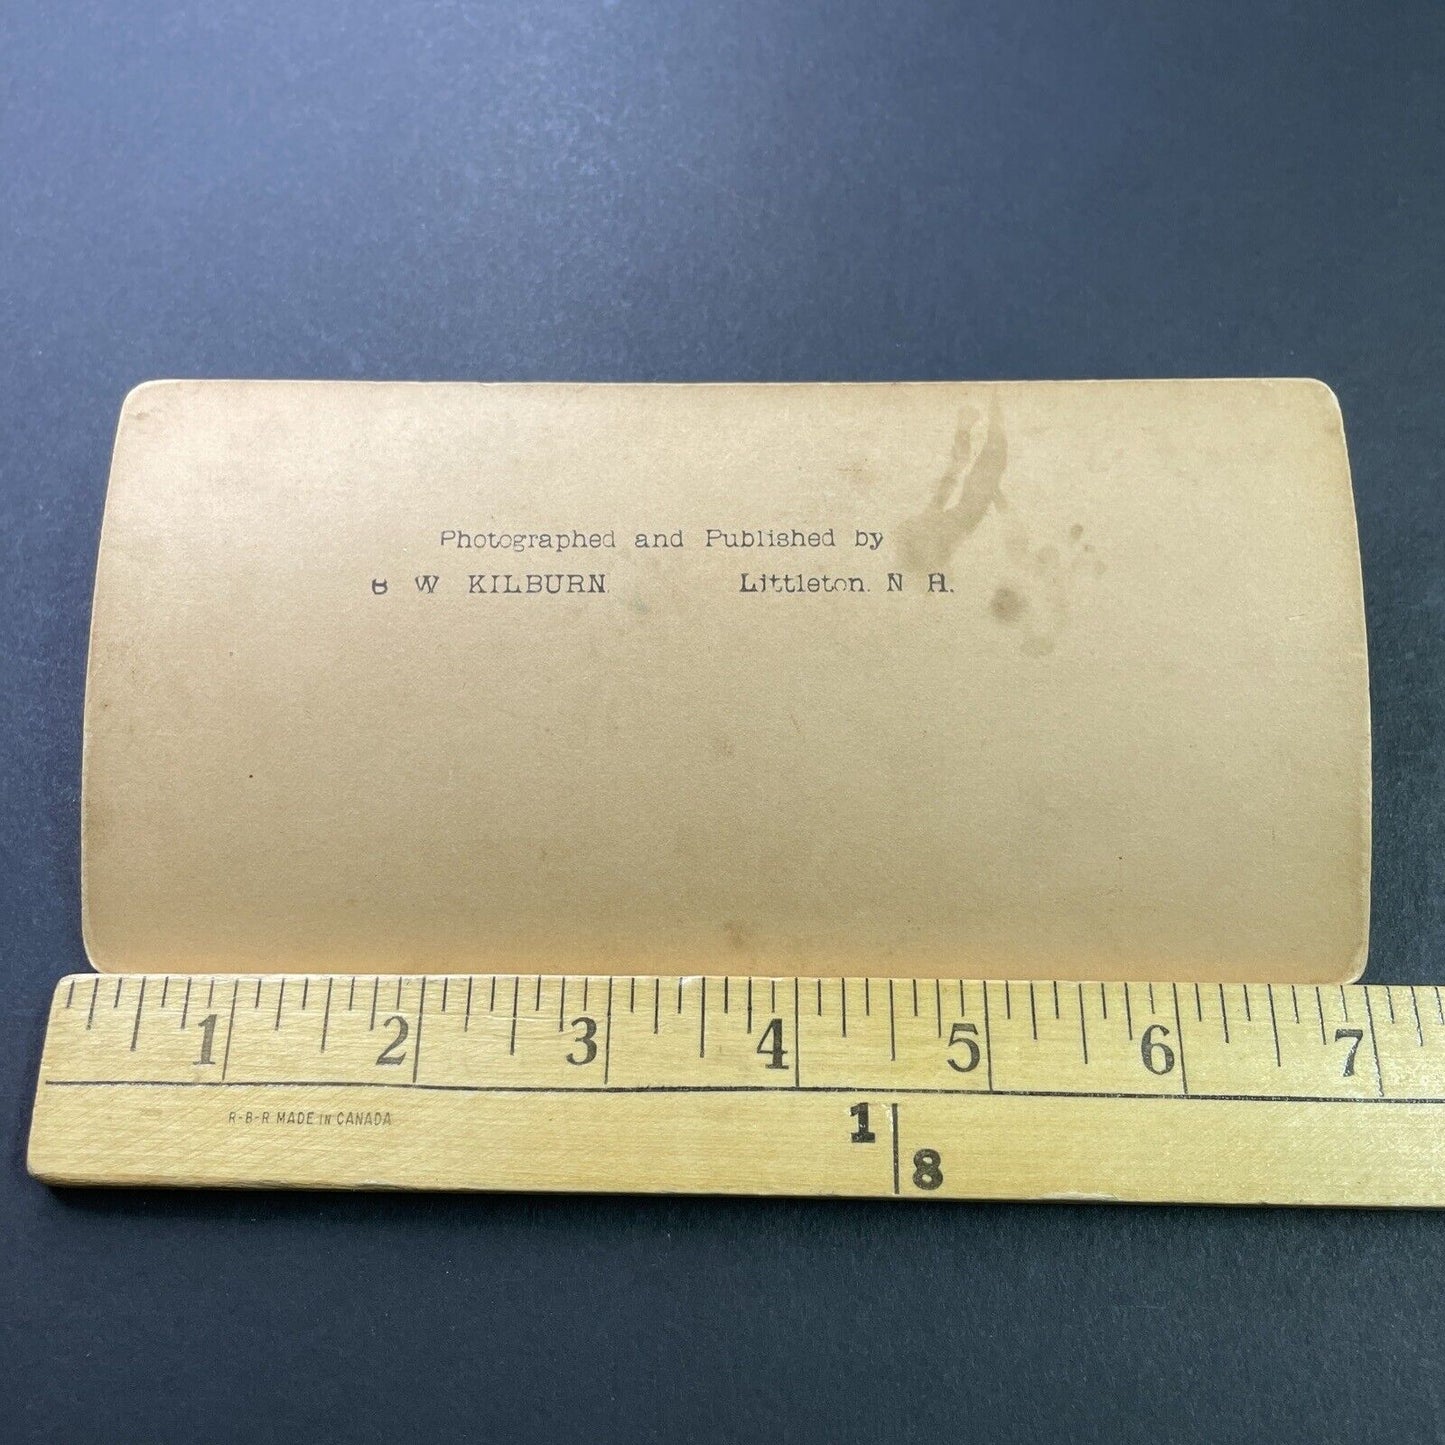 Photographed and Published by
B W KILBURN. Littleton. N H.
1 2 3 4 5 6 7
R-B-R MADE IN CANADA
1
8